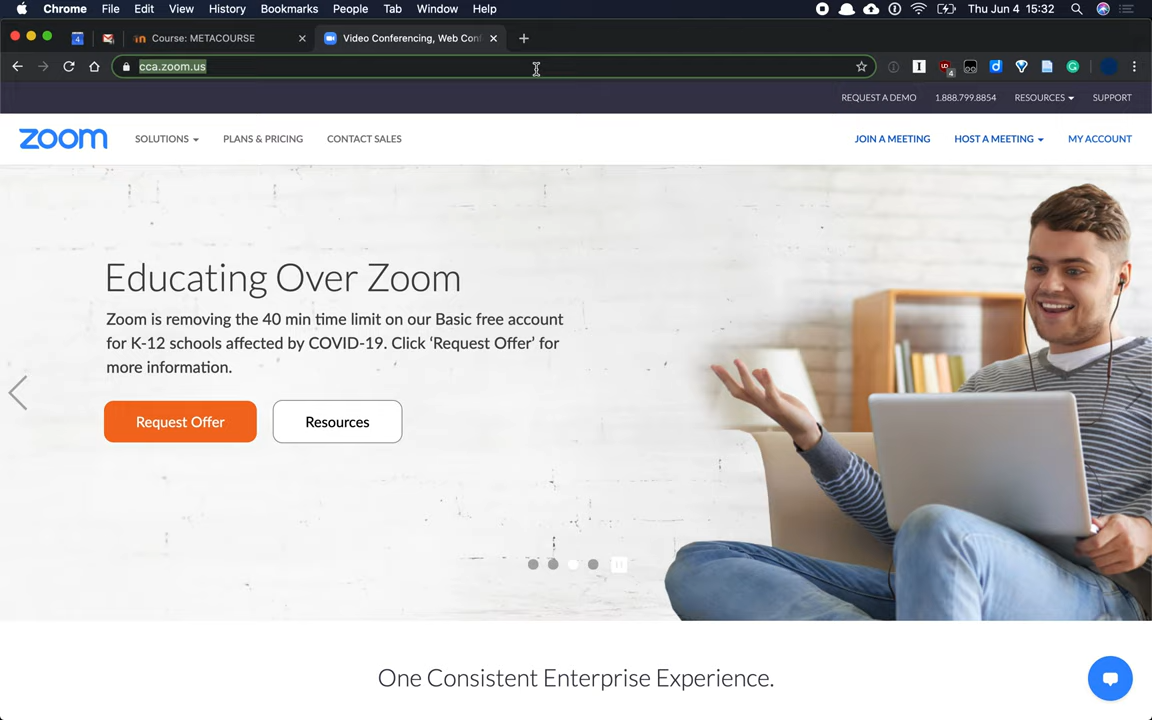 Chrome File Edit View History Bookmarks People Tab Window Help Thu Jun 4 15:32
4 Course: METACOURSE Video Conferencing, Web Con
cca.zoom.us
REQUEST A DEMO 1.888.799.8854 RESOURCES SUPPORT
zoom SOLUTIONS PLANS & PRICING CONTACT SALES JOIN A MEETING HOST A MEETING MY ACCOUNT
Educating Over Zoom
Zoom is removing the 40 min time limit on our Basic free account
for K-12 schools affected by COVID-19. Click ‘Request Offer’ for
more information.
Request Offer Resources
One Consistent Enterprise Experience.